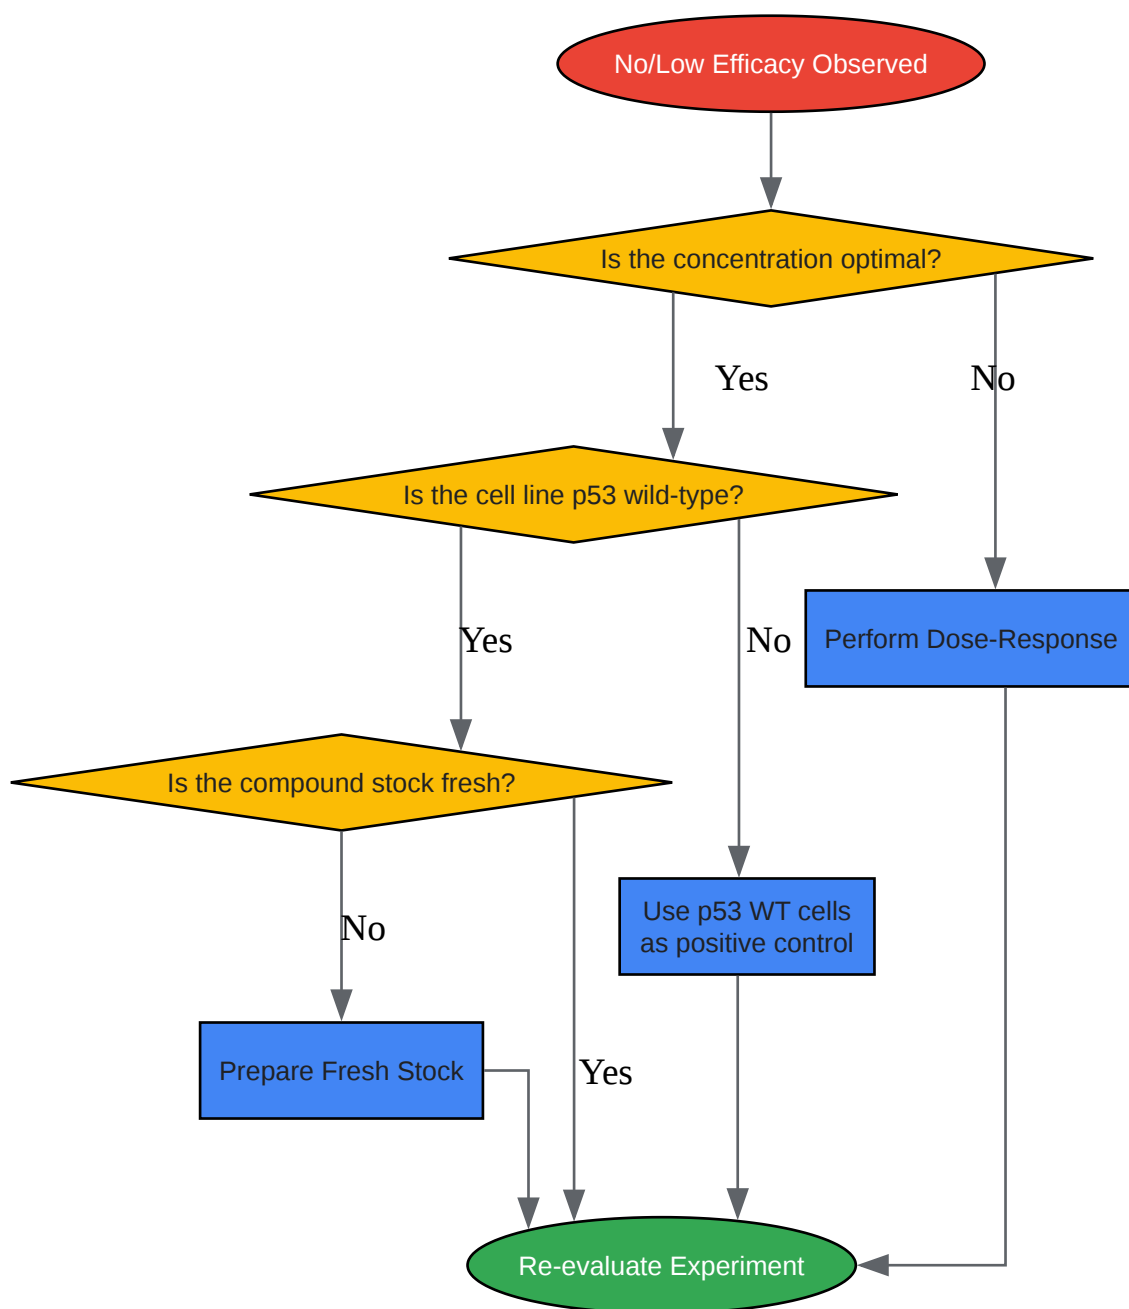 No/Low Efficacy Observed
Is the concentration optimal?
Yes
No
Is the cell line p53 wild-type?
Yes
No
Perform Dose-Response
Is the compound stock fresh?
No
Use p53 WT cells
as positive control
Prepare Fresh Stock
Yes
Re-evaluate Experiment